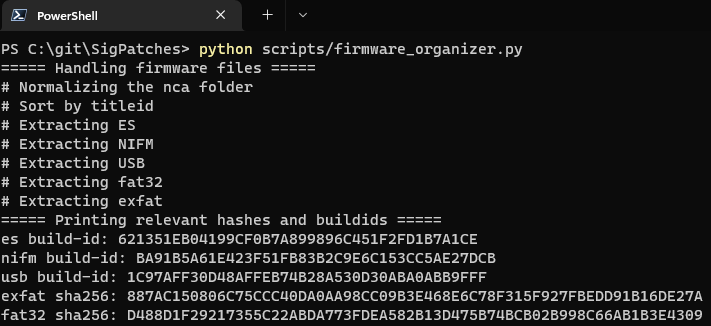 PowerShell
PS C:\git\SigPatches> python scripts/firmware_organizer.py
===== Handling firmware files =====
# Normalizing the nca folder
# Sort by titleid
# Extracting ES
# Extracting NIFM
# Extracting USB
# Extracting fat32
# Extracting exfat
===== Printing relevant hashes and buildids =====
es build-id: 621351EB04199CF0B7A899896C451F2FD1B7A1CE
nifm build-id: BA91B5A61E423F51FB83B2C9E6C153CC5AE27DCB
usb build-id: 1C97AFF30D48AFFEB74B28A530D30ABA0ABB9FFF
exfat sha256: 887AC150806C75CCC40DA0AA98CC09B3E468E6C78F315F927FBEDD91B16DE27A
fat32 sha256: D488D1F29217355C22ABDA773FDEA582B13D475B74BCB02B998C66AB1B3E4309